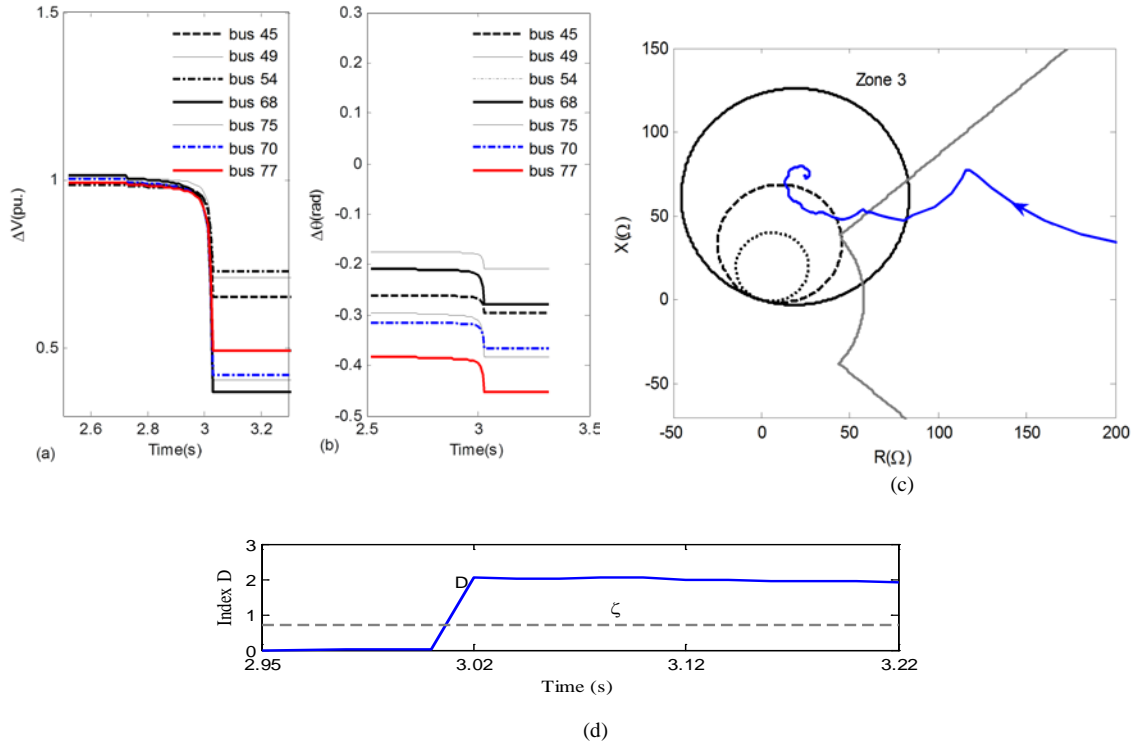 1.5
1
0.5
ΔV(pu.)
bus 45
bus 49
bus 54
bus 68
bus 75
bus 70
bus 77
2.6 2.8 3 3.2
Time(s)
(a)
0.3
0.2
0.1
0
-0.1
-0.2
-0.3
-0.4
-0.5
Δθ(rad)
bus 45
bus 49
bus 54
bus 68
bus 75
bus 70
bus 77
2.5 3 3.5
Time(s)
(b)
150
100
50
0
-50
X(Ω)
Zone 3
-50 0 50 100 150 200
R(Ω)
(c)
3
2
1
0
Index D
D
ζ
2.95 3.02 3.12 3.22
Time (s)
(d)